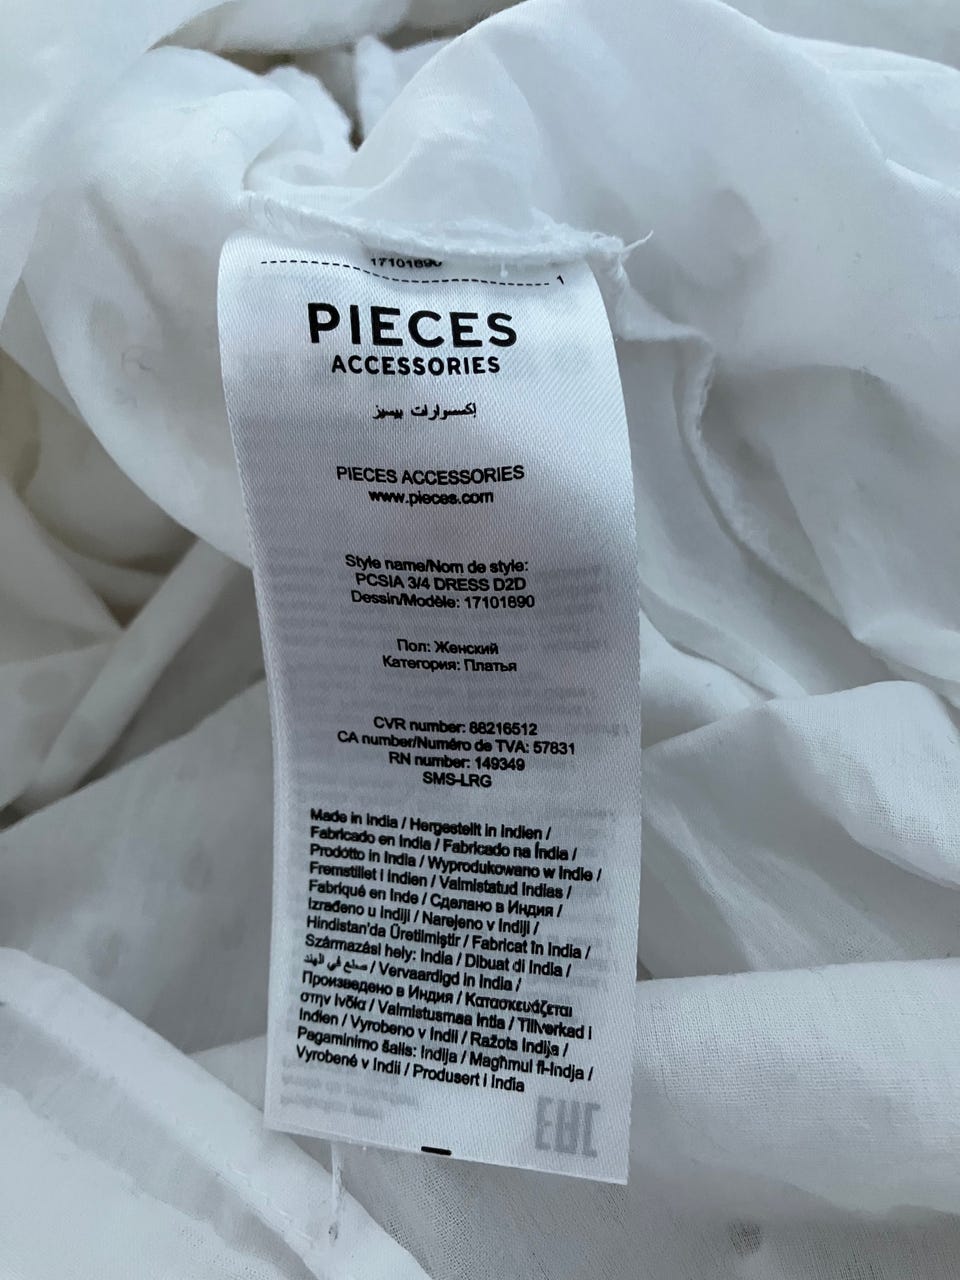 17101890
1
PIECES
ACCESSORIES
إكسسوارات بيسيز
PIECES ACCESSORIES
www.pieces.com
Style name/Nom de style:
PCSIA 3/4 DRESS D2D
Dessin/Modèle: 17101890
Пол: Женский
Категория: Платья
CVR number: 88216512
CA number/Numéro de TVA: 57831
RN number: 149349
SMS-LRG
Made in India / Hergestellt in Indien /
Fabricado en India / Fabricado na Índia /
Prodotto in India / Wyprodukowano w Indie /
Fremstillet i Indien / Valmistatud Indias /
Fabriqué en Inde / Сделано в Индия /
Izrađeno u Indiji / Narejeno v Indiji /
Hindistan'da Üretilmiştir / Fabricat în India /
Származási hely: India / Dibuat di India /
صنع في الهند / Vervaardigd in India /
Произведено в Индия / Κατασκευάζεται
στην Ινδία / Valmistusmaa Intia / Tillverkad i
Indien / Vyrobeno v Indii / Ražots Indija /
Pagaminimo šalis: Indija / Magħmul fl-Indja /
Vyrobené v Indii / Produsert i India